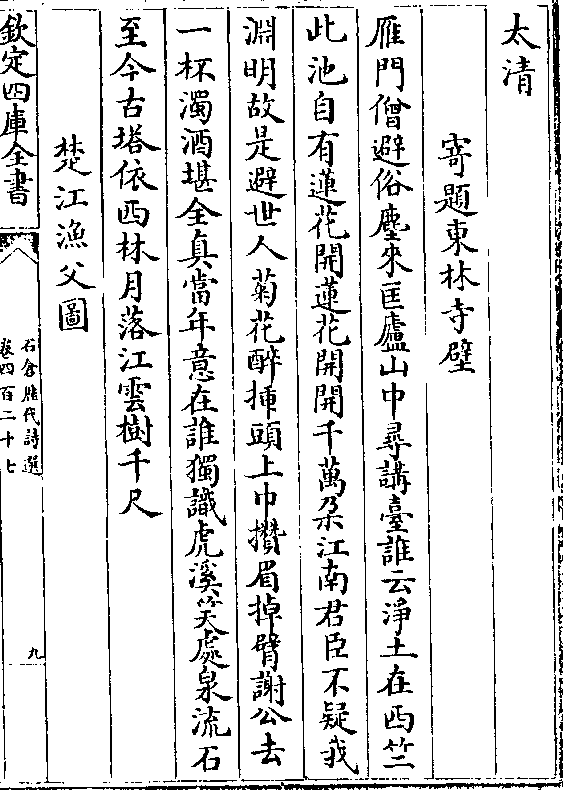 太清
寄題東林寺壁
雁門僧避俗塵來匡廬山中尋講臺誰云淨土在西竺
此池自有蓮花開蓮花開開千萬朶江南君臣不疑我
淵明故是避世人菊花醉揷頭上巾攢眉掉臂謝公去
一杯濁酒堪全真當年意在誰獨識虎溪笑處泉流石
至今古塔依西林月落江雲樹千尺
楚江漁父圖
欽定四庫全書
石倉歴代詩選
卷四百二十七
九